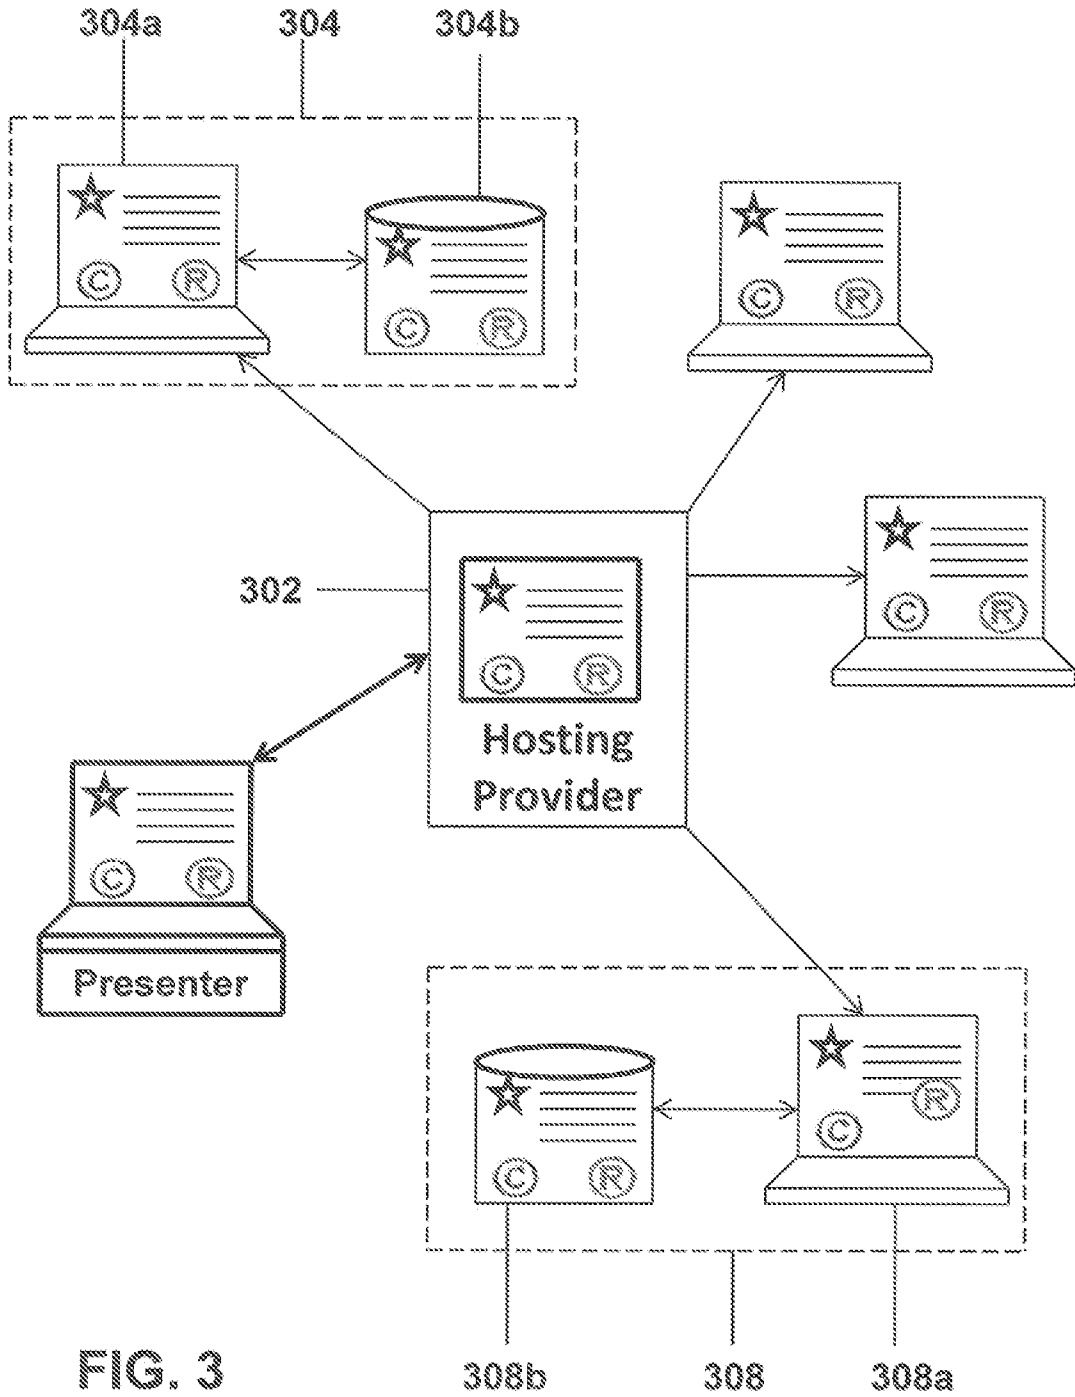 304a 304 304b
C R
C R
C R
302
C R
C R
Hosting
Provider
C R
Presenter
C R
R
C
308b 308 308a
FIG. 3